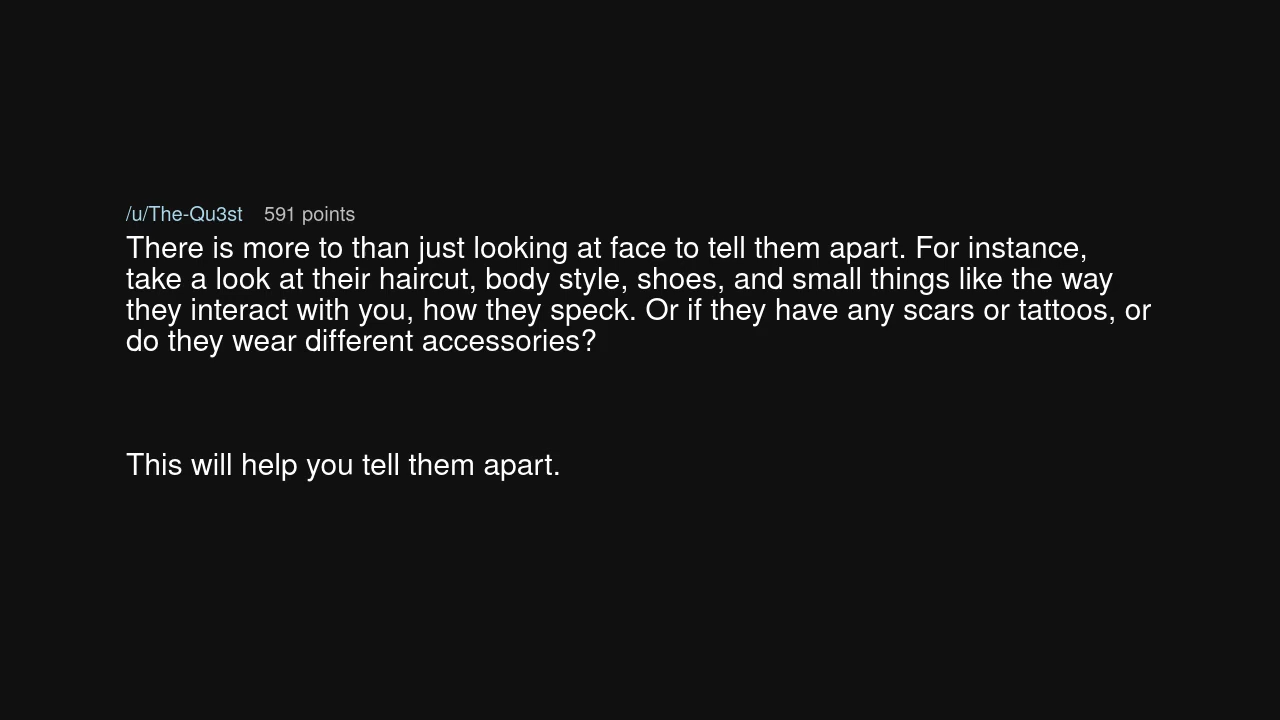 /u/The-Qu3st 591 points
There is more to than just looking at face to tell them apart. For instance,
take a look at their haircut, body style, shoes, and small things like the way
they interact with you, how they speck. Or if they have any scars or tattoos, or
do they wear different accessories?
This will help you tell them apart.